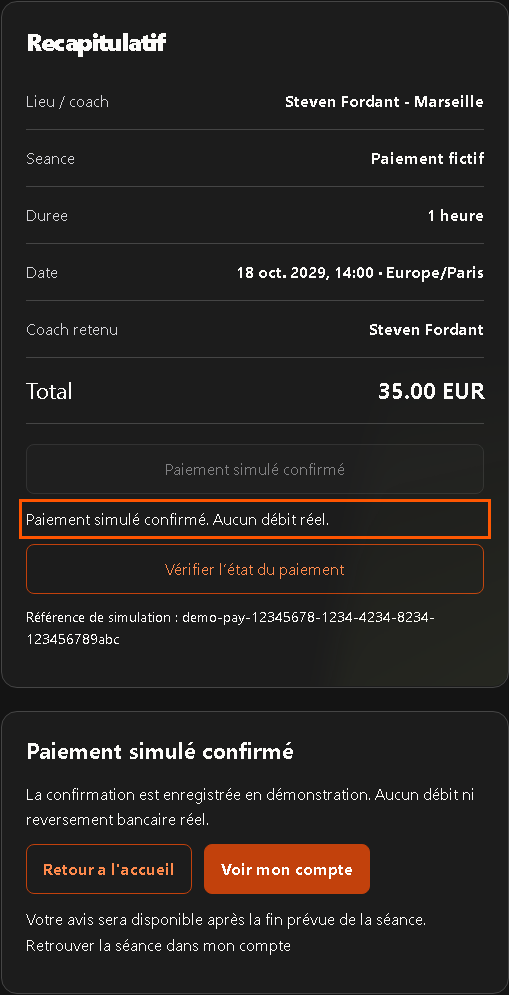 Recapitulatif
Lieu / coach Steven Fordant - Marseille
Seance Paiement fictif
Duree 1 heure
Date 18 oct. 2029, 14:00 · Europe/Paris
Coach retenu Steven Fordant
Total 35.00 EUR
Paiement simulé confirmé
Paiement simulé confirmé. Aucun débit réel.
Vérifier l'état du paiement
Référence de simulation : demo-pay-12345678-1234-4234-8234-
123456789abc
Paiement simulé confirmé
La confirmation est enregistrée en démonstration. Aucun débit ni
reversement bancaire réel.
Retour a l'accueil Voir mon compte
Votre avis sera disponible après la fin prévue de la séance.
Retrouver la séance dans mon compte